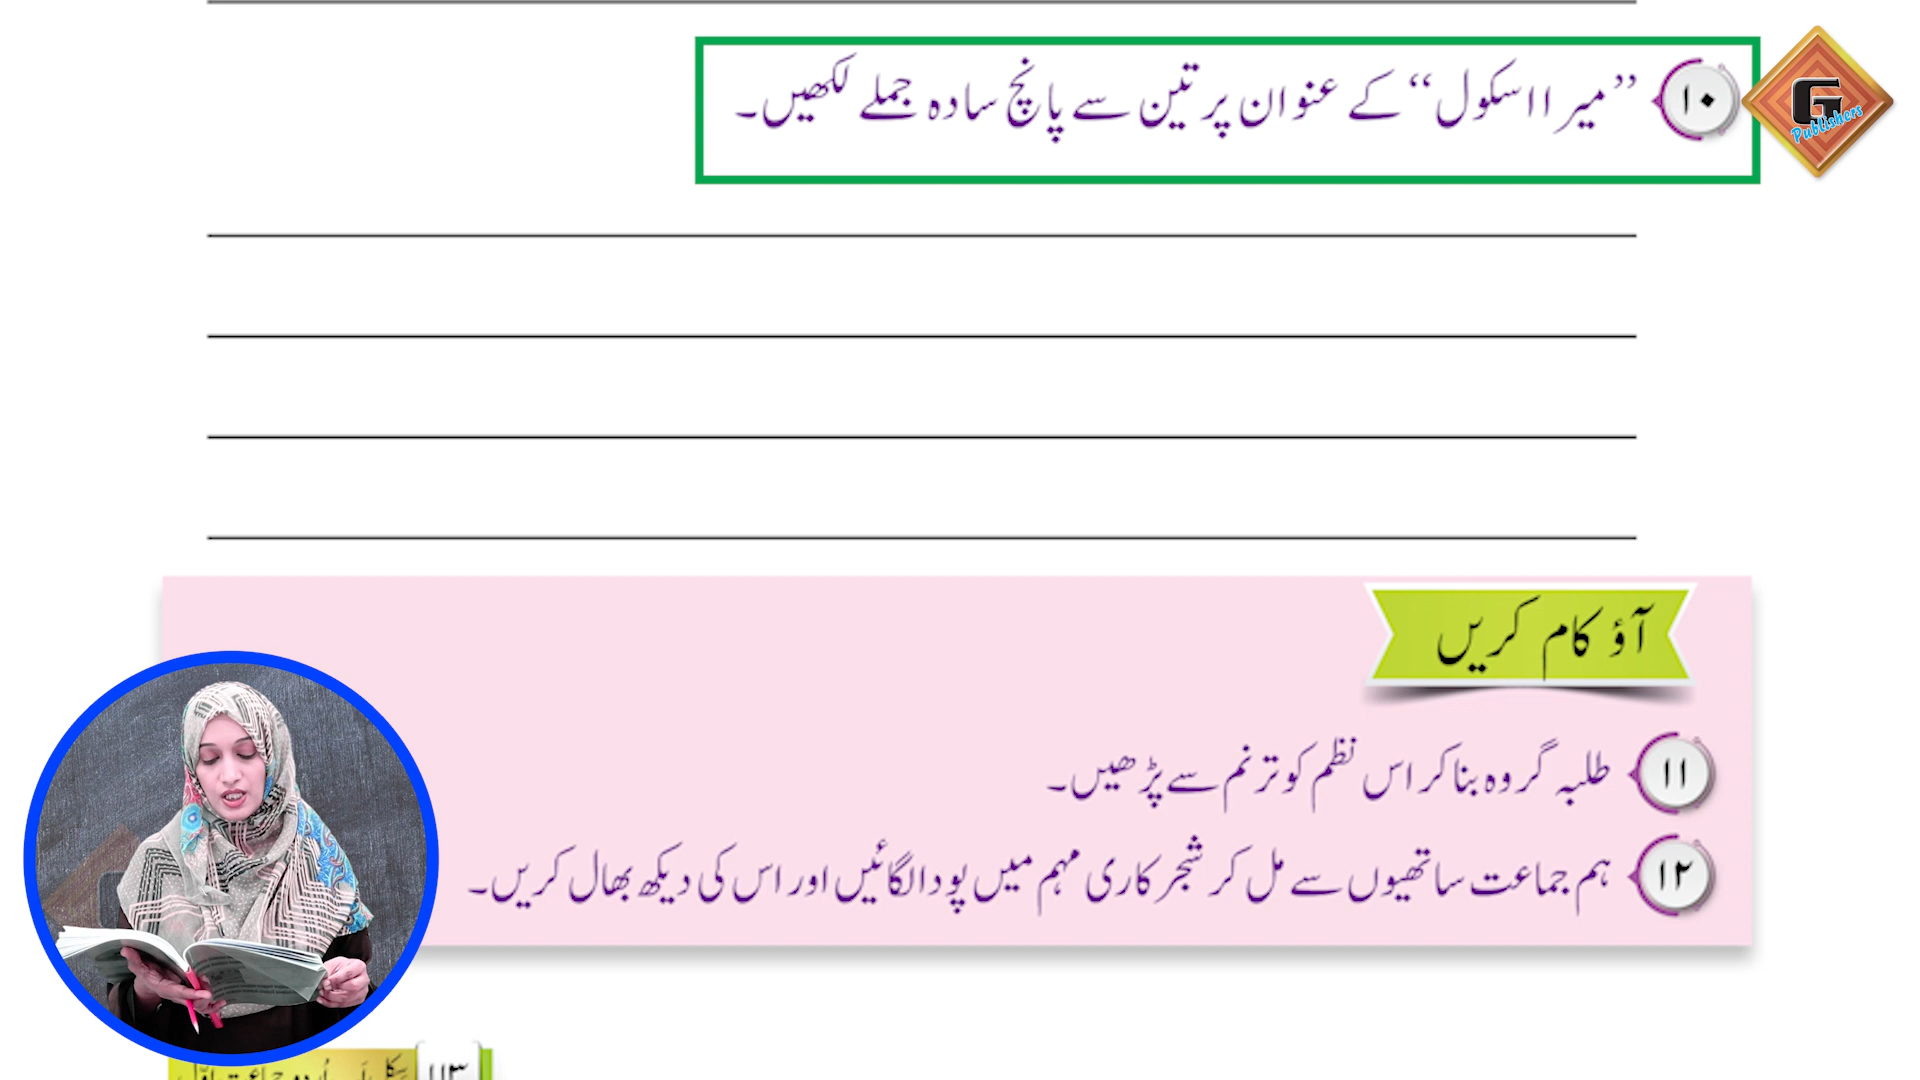 ۱۰ ”میرا اسکول“ کے عنوان پر تین سے پانچ سادہ جملے لکھیں۔
G Publishers
آؤ کام کریں
۱۱ طلبہ گروہ بنا کر اس نظم کو ترنم سے پڑھیں۔
۱۲ ہم جماعت ساتھیوں سے مل کر شجر کاری مہم میں پودا لگائیں اور اس کی دیکھ بھال کریں۔